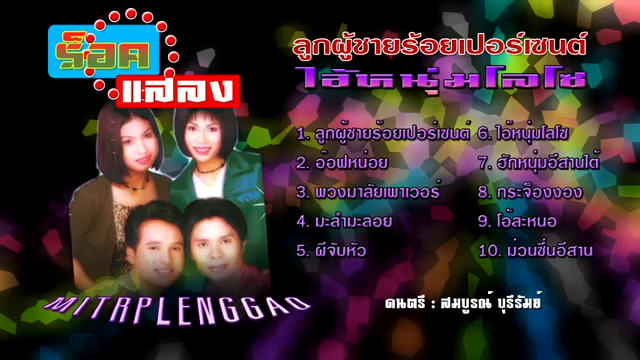 ร็อค
แสลง
ลูกผู้ชายร้อยเปอร์เซนต์
ไอ้หนุ่มโลโซ
1. ลูกผู้ชายร้อยเปอร์เซนต์
2. อ๊อฟหน่อย
3. พวงมาลัยเพาเวอร์
4. มะลำมะลอย
5. ผีจับหัว
6. ไอ้หนุ่มโลโซ
7. ฮักหนุ่มอีสานใต้
8. กระจ็องงอง
9. โอ้ละหนอ
10. ม่วนซื่นอีสาน
MITRPLENGGAO
ดนตรี : สมบูรณ์ บุรีรัมย์